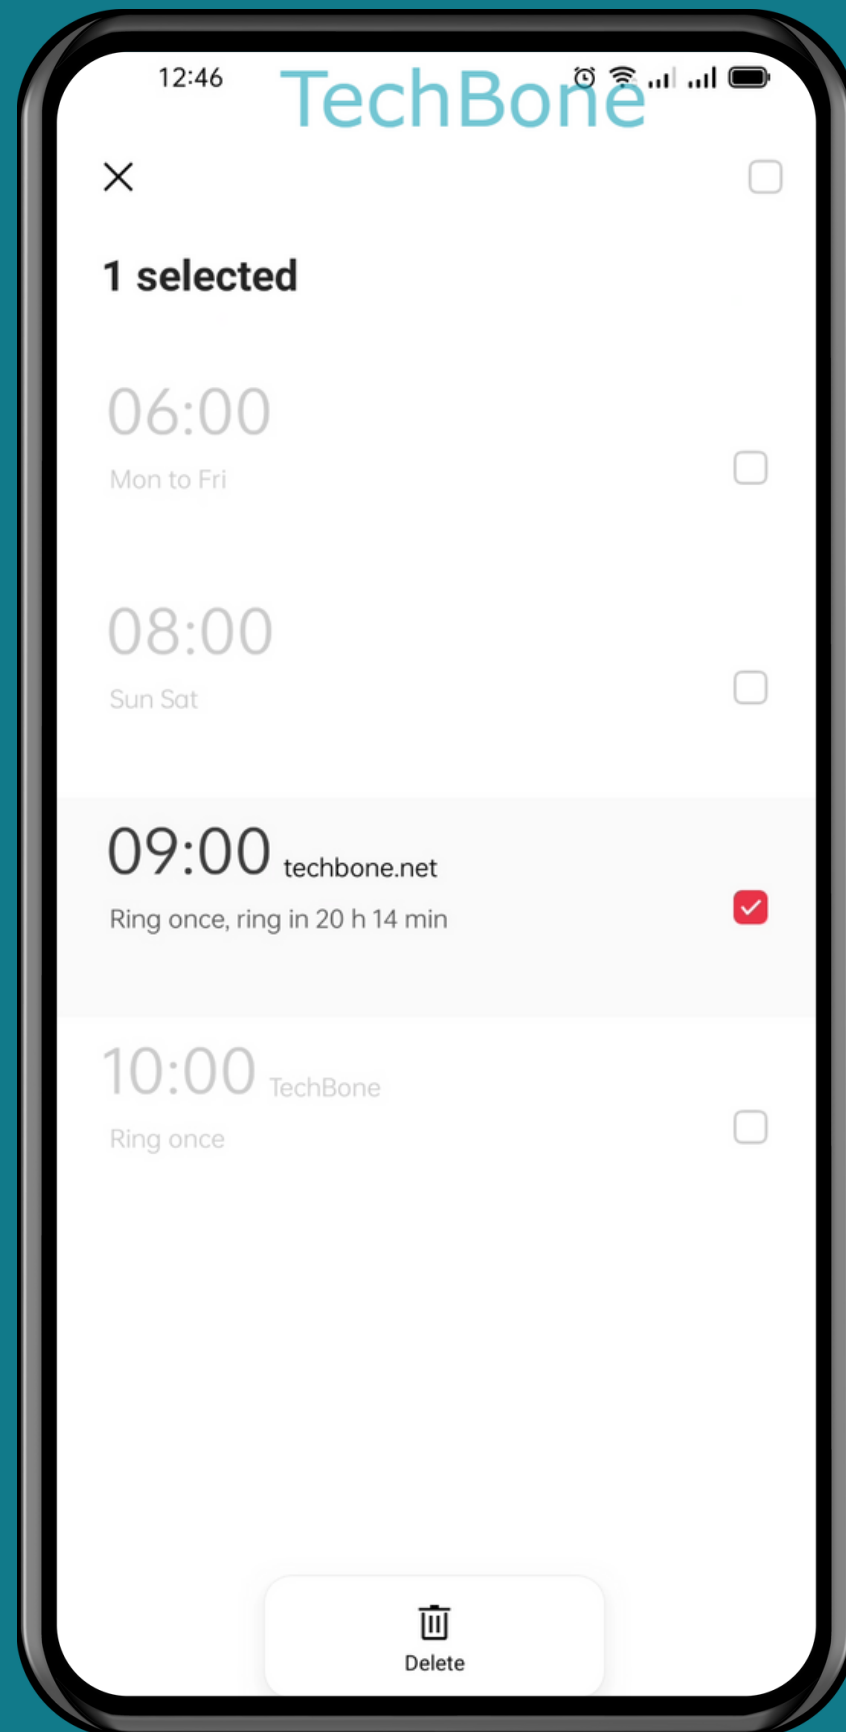 12:46
TechBone
1 selected
06:00
Mon to Fri
08:00
Sun Sat
09:00 techbone.net
Ring once, ring in 20 h 14 min
10:00 TechBone
Ring once
Delete